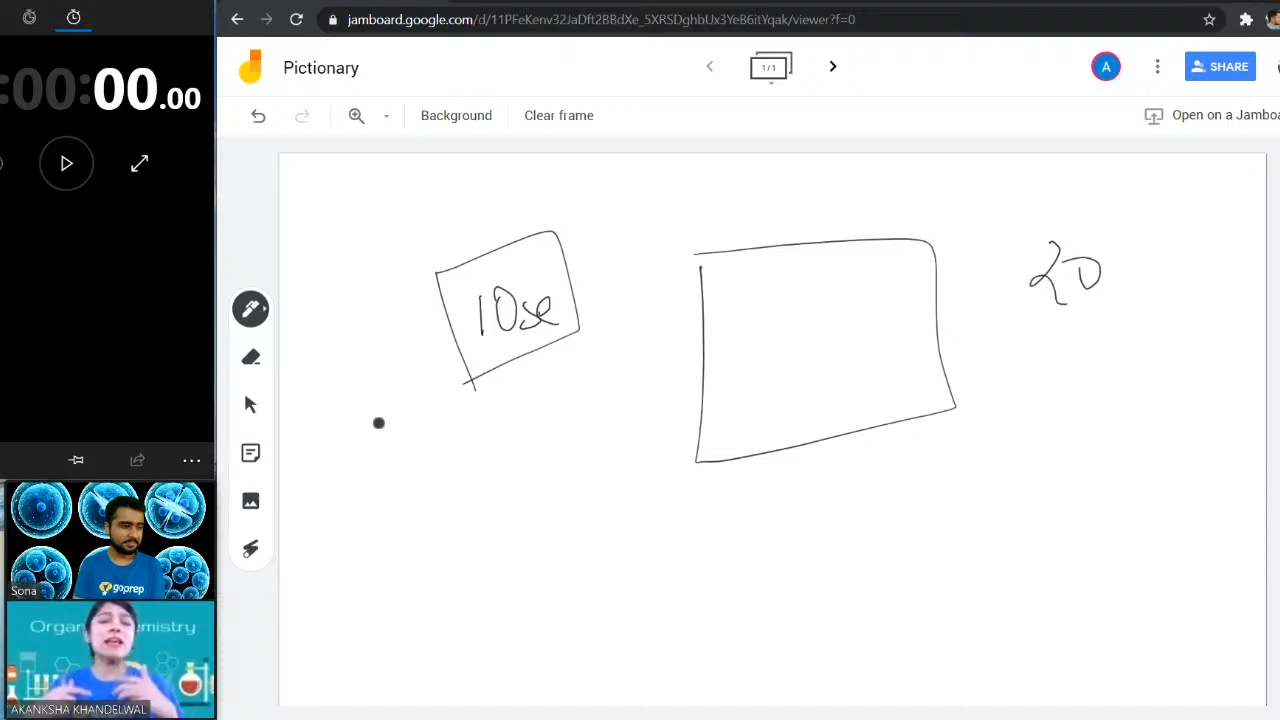 jamboard.google.com/d/11PFeKenv32JaDft2BBdXe_5XRSDghbUx3YeB6itYqak/viewer?f=0
Pictionary
1/1
A
SHARE
:00:00.00
Background
Clear frame
Open on a Jamboa
10se
20
goprep
Sona
Organ
mistry
AKANKSHA KHANDELWAL